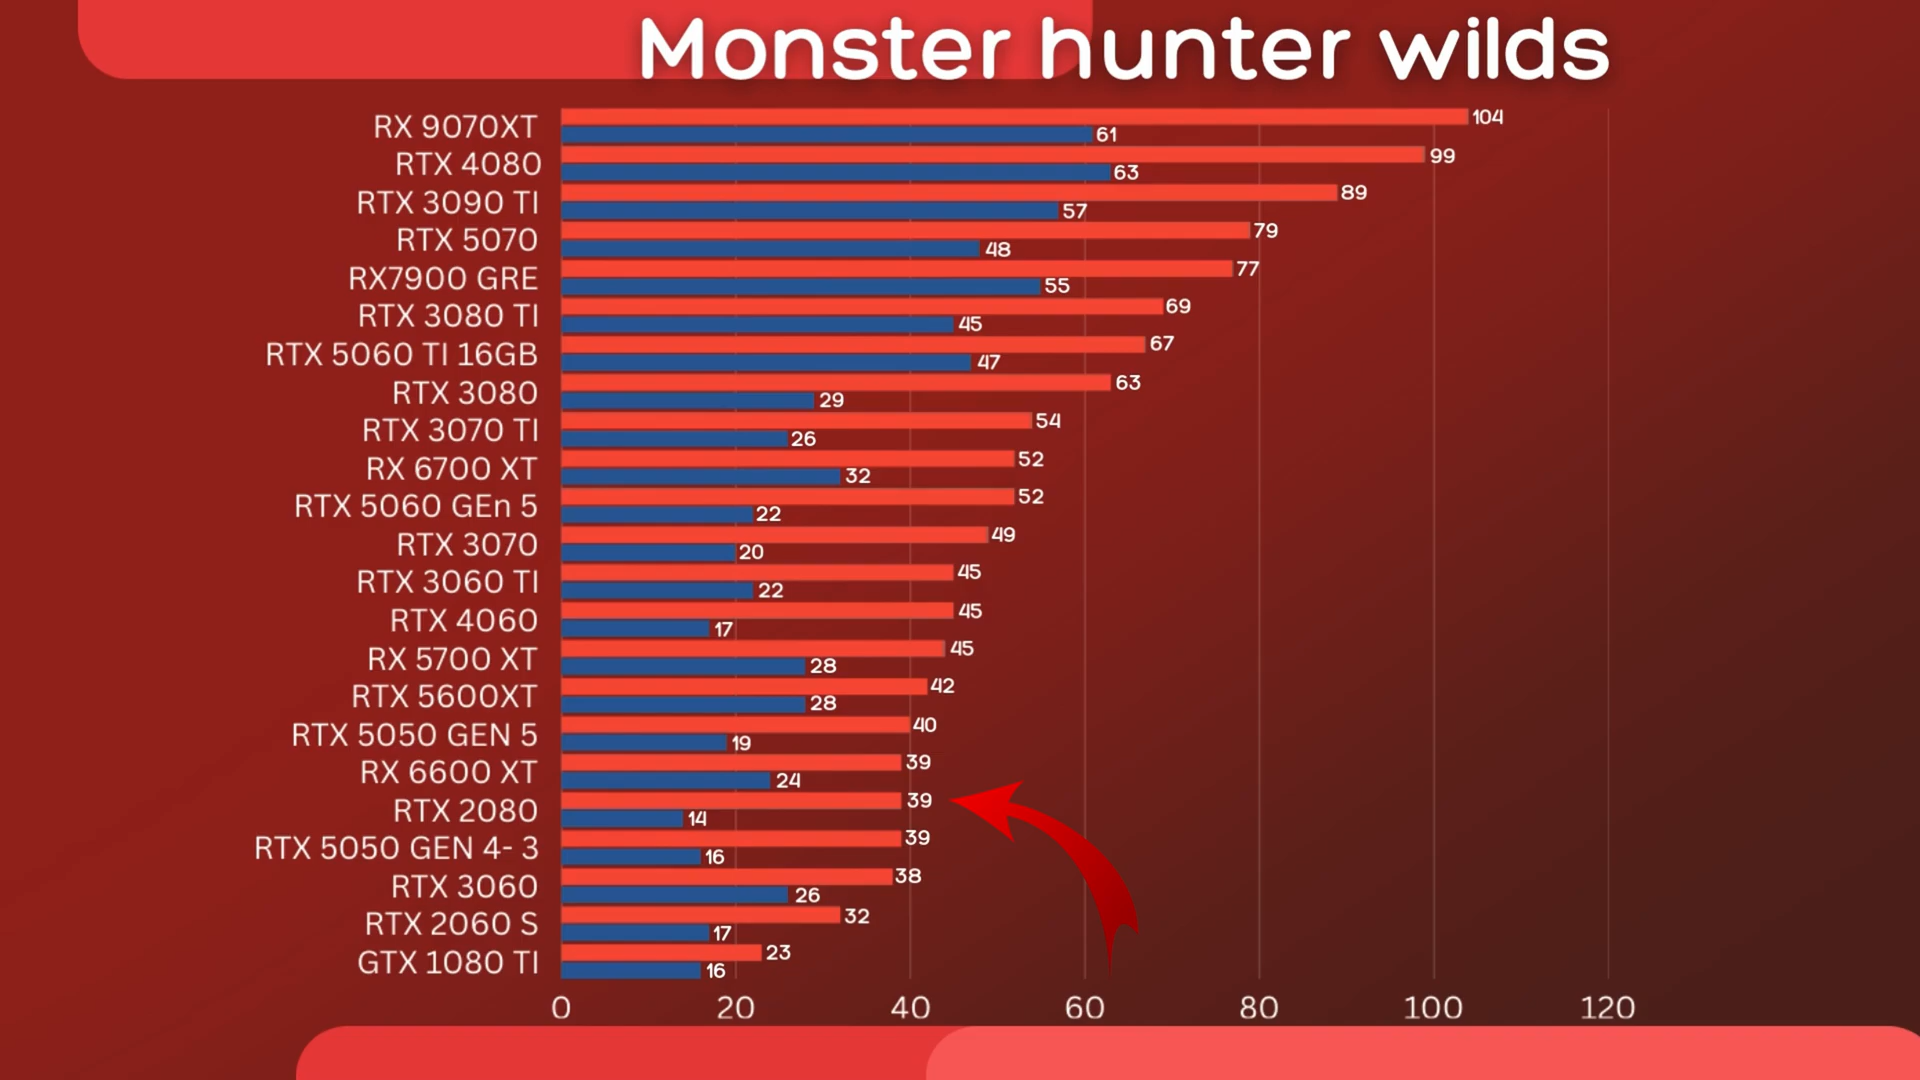 Monster hunter wilds
RX 9070XT 104
61
RTX 4080 99
63
RTX 3090 TI 89
57
RTX 5070 79
48
RX7900 GRE 77
55
RTX 3080 TI 69
45
RTX 5060 TI 16GB 67
47
RTX 3080 63
29
RTX 3070 TI 54
26
RX 6700 XT 52
32
RTX 5060 GEn 5 52
22
RTX 3070 49
20
RTX 3060 TI 45
22
RTX 4060 45
17
RX 5700 XT 45
28
RTX 5600XT 42
28
RTX 5050 GEN 5 40
19
RX 6600 XT 39
24
RTX 2080 39
14
RTX 5050 GEN 4- 3 39
16
RTX 3060 38
26
RTX 2060 S 32
17
GTX 1080 TI 23
16
0 20 40 60 80 100 120